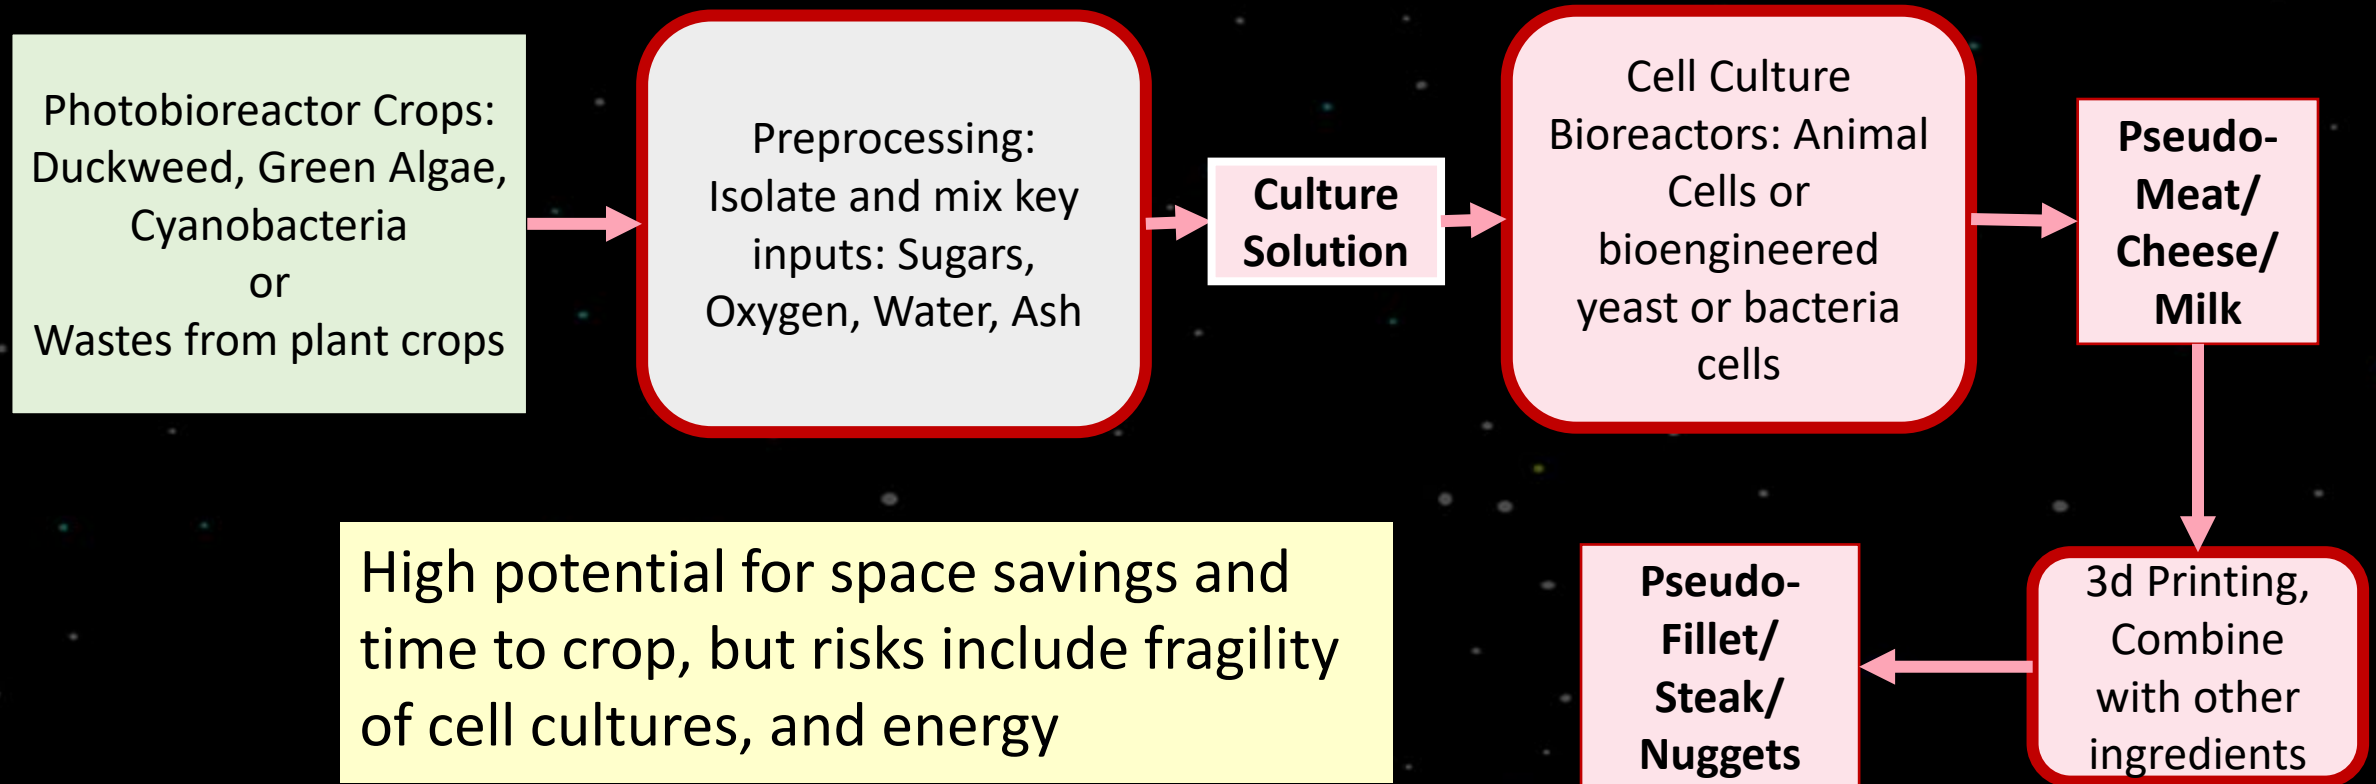 Photobioreactor Crops:
Duckweed, Green Algae,
Cyanobacteria
or
Wastes from plant crops
Preprocessing:
Isolate and mix key
inputs: Sugars,
Oxygen, Water, Ash
Culture
Solution
Cell Culture
Bioreactors: Animal
Cells or
bioengineered
yeast or bacteria
cells
Pseudo-
Meat/
Cheese/
Milk
3d Printing,
Combine
with other
ingredients
Pseudo-
Fillet/
Steak/
Nuggets
High potential for space savings and
time to crop, but risks include fragility
of cell cultures, and energy